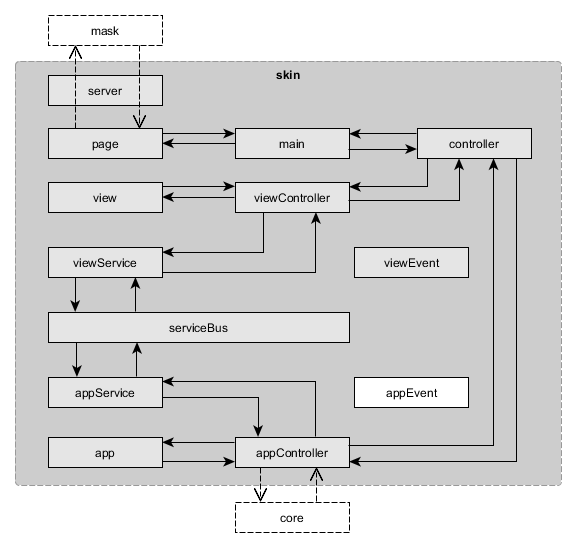 mask
skin
server
page
main
controller
view
viewController
viewService
viewEvent
serviceBus
appService
appEvent
app
appController
core